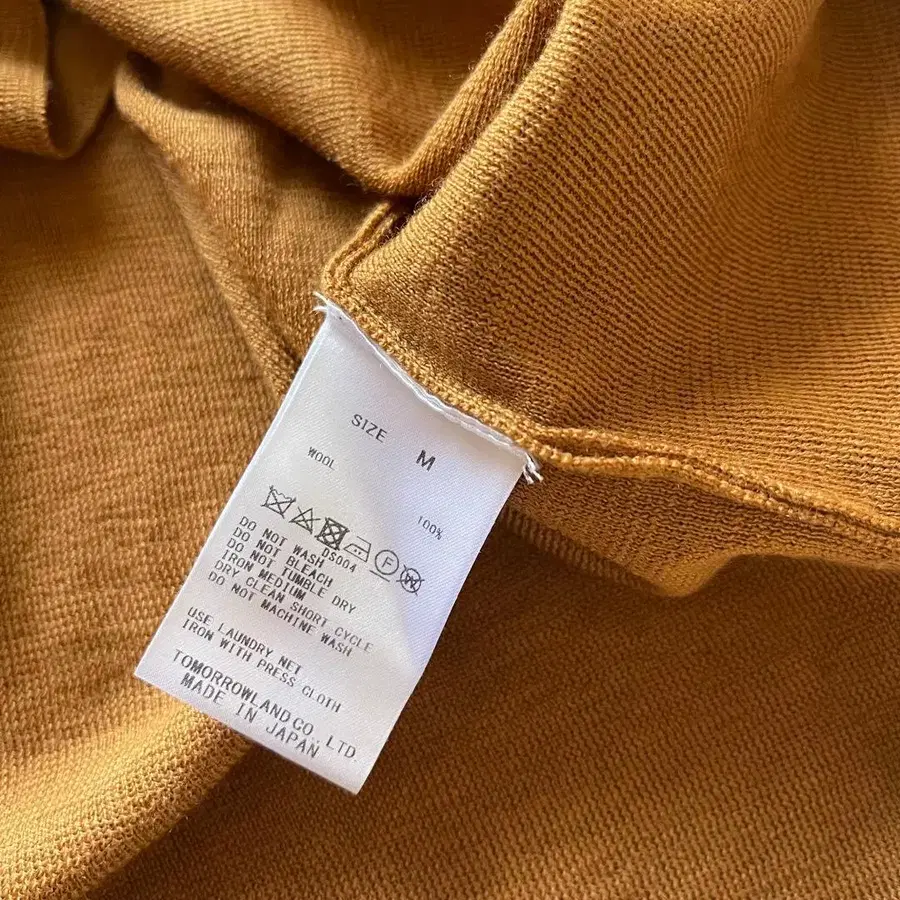 SIZE M
WOOL 100%
F W
DS004
DO NOT WASH
DO NOT BLEACH
DO NOT TUMBLE DRY
IRON MEDIUM
DRY CLEAN SHORT CYCLE
DO NOT MACHINE WASH
USE LAUNDRY NET
IRON WITH PRESS CLOTH
TOMORROWLAND CO., LTD.
MADE IN JAPAN